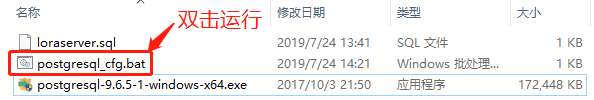 双击运行
名称 修改日期 类型 大小
loraserver.sql 2019/7/24 13:41 SQL 文件 1 KB
postgresql_cfg.bat 2019/7/24 14:21 Windows 批处理... 1 KB
postgresql-9.6.5-1-windows-x64.exe 2017/10/3 21:50 应用程序 172,448 KB